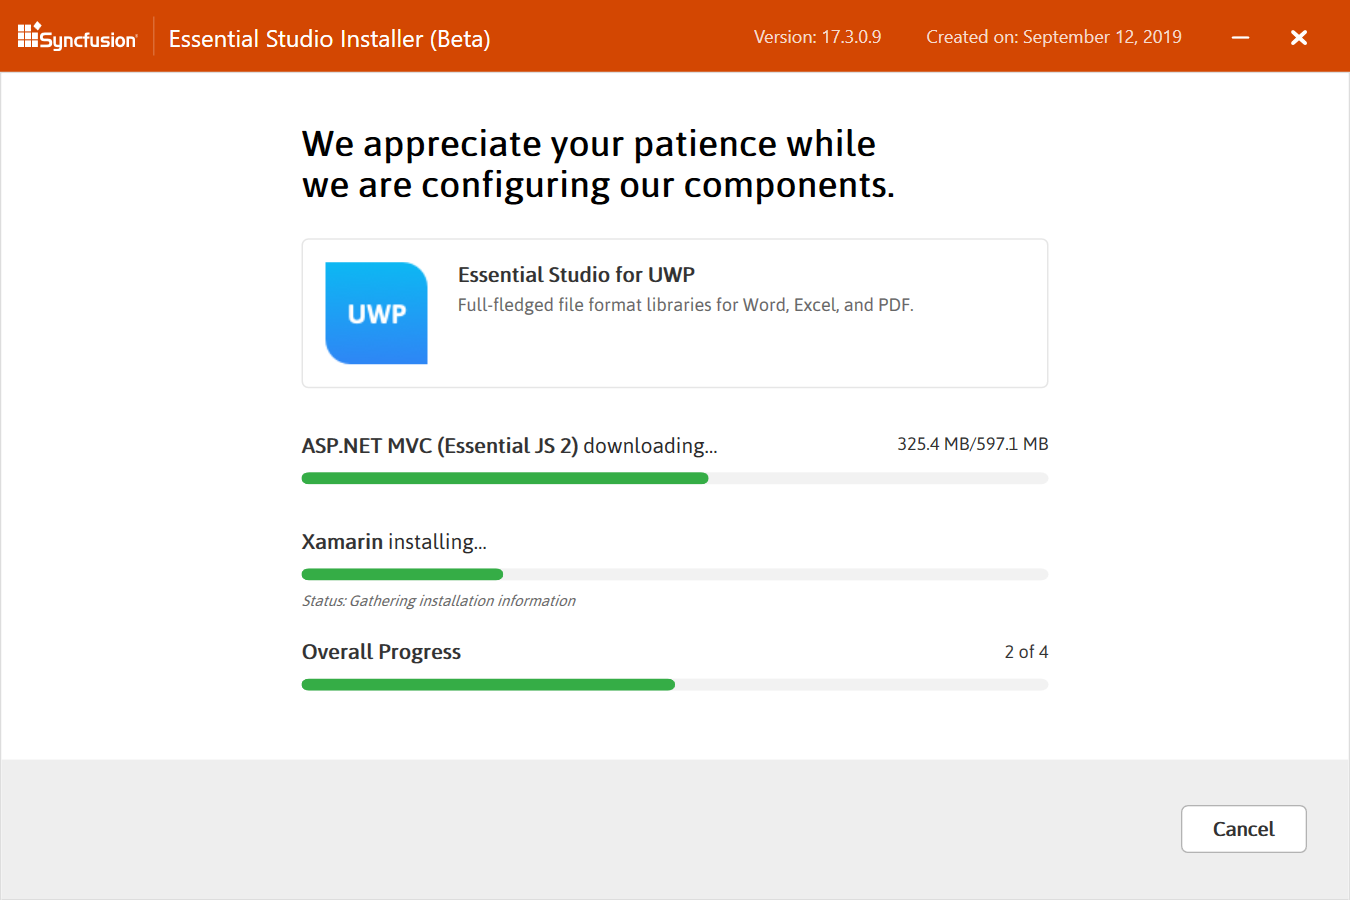 Syncfusion
Essential Studio Installer (Beta)
Version: 17.3.0.9
Created on: September 12, 2019
We appreciate your patience while
we are configuring our components.
UWP
Essential Studio for UWP
Full-fledged file format libraries for Word, Excel, and PDF.
ASP.NET MVC (Essential JS 2) downloading...
325.4 MB/597.1 MB
Xamarin installing...
Status: Gathering installation information
Overall Progress
2 of 4
Cancel